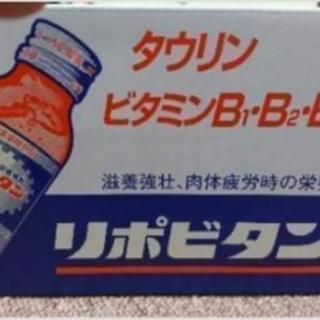 タウリン
ビタミンB₁・B₂・
滋養強壮、肉体疲労時の栄
リポビタン